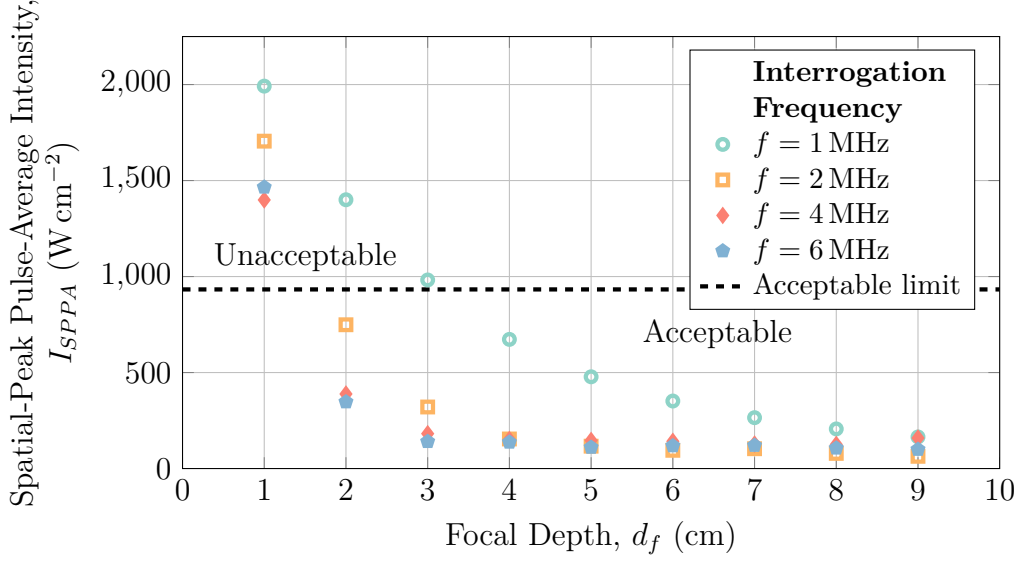 Spatial-Peak Pulse-Average Intensity,
I_{SPPA} (W cm^{−2})
2,000
1,500
1,000
500
0
Unacceptable
Acceptable
Interrogation
Frequency
f = 1 MHz
f = 2 MHz
f = 4 MHz
f = 6 MHz
Acceptable limit
0 1 2 3 4 5 6 7 8 9 10
Focal Depth, d_f (cm)